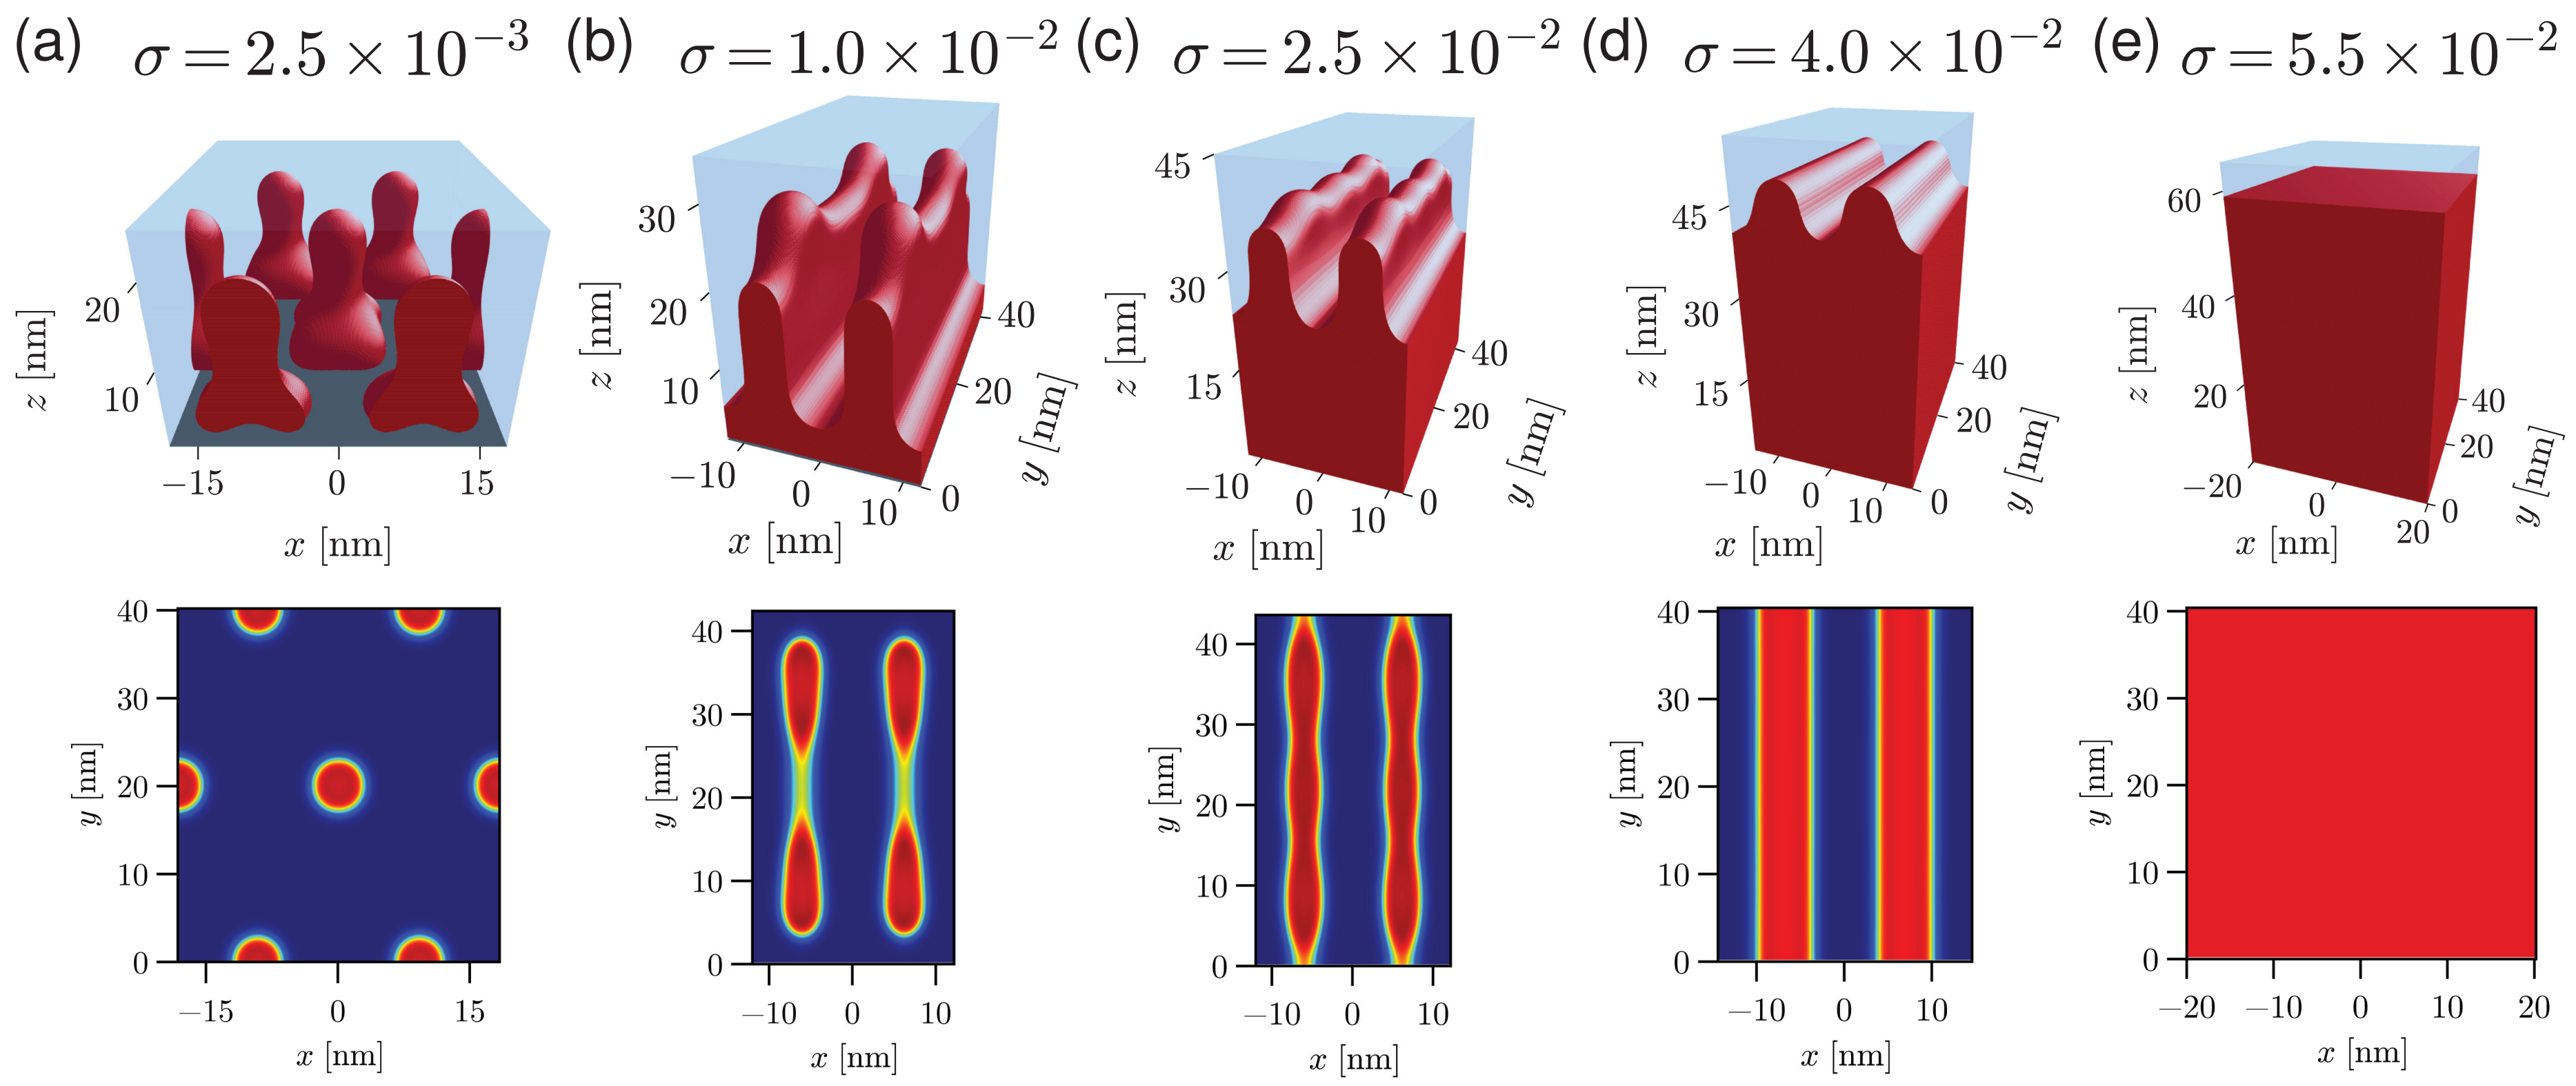 (a) σ = 2.5 × 10⁻³ (b) σ = 1.0 × 10⁻² (c) σ = 2.5 × 10⁻² (d) σ = 4.0 × 10⁻² (e) σ = 5.5 × 10⁻²
z [nm]
20
10
−15 0 15
x [nm]
z [nm]
30
20
10
−10 0 10
x [nm]
0 20 40
y [nm]
z [nm]
45
30
15
−10 0 10
x [nm]
0 20 40
y [nm]
z [nm]
45
30
15
−10 0 10
x [nm]
0 20 40
y [nm]
z [nm]
60
40
20
−20 0 20
x [nm]
0 20 40
y [nm]
y [nm]
40
30
20
10
0
−15 0 15
x [nm]
y [nm]
40
30
20
10
0
−10 0 10
x [nm]
y [nm]
40
30
20
10
0
−10 0 10
x [nm]
y [nm]
40
30
20
10
0
−10 0 10
x [nm]
y [nm]
40
30
20
10
0
−20 −10 0 10 20
x [nm]